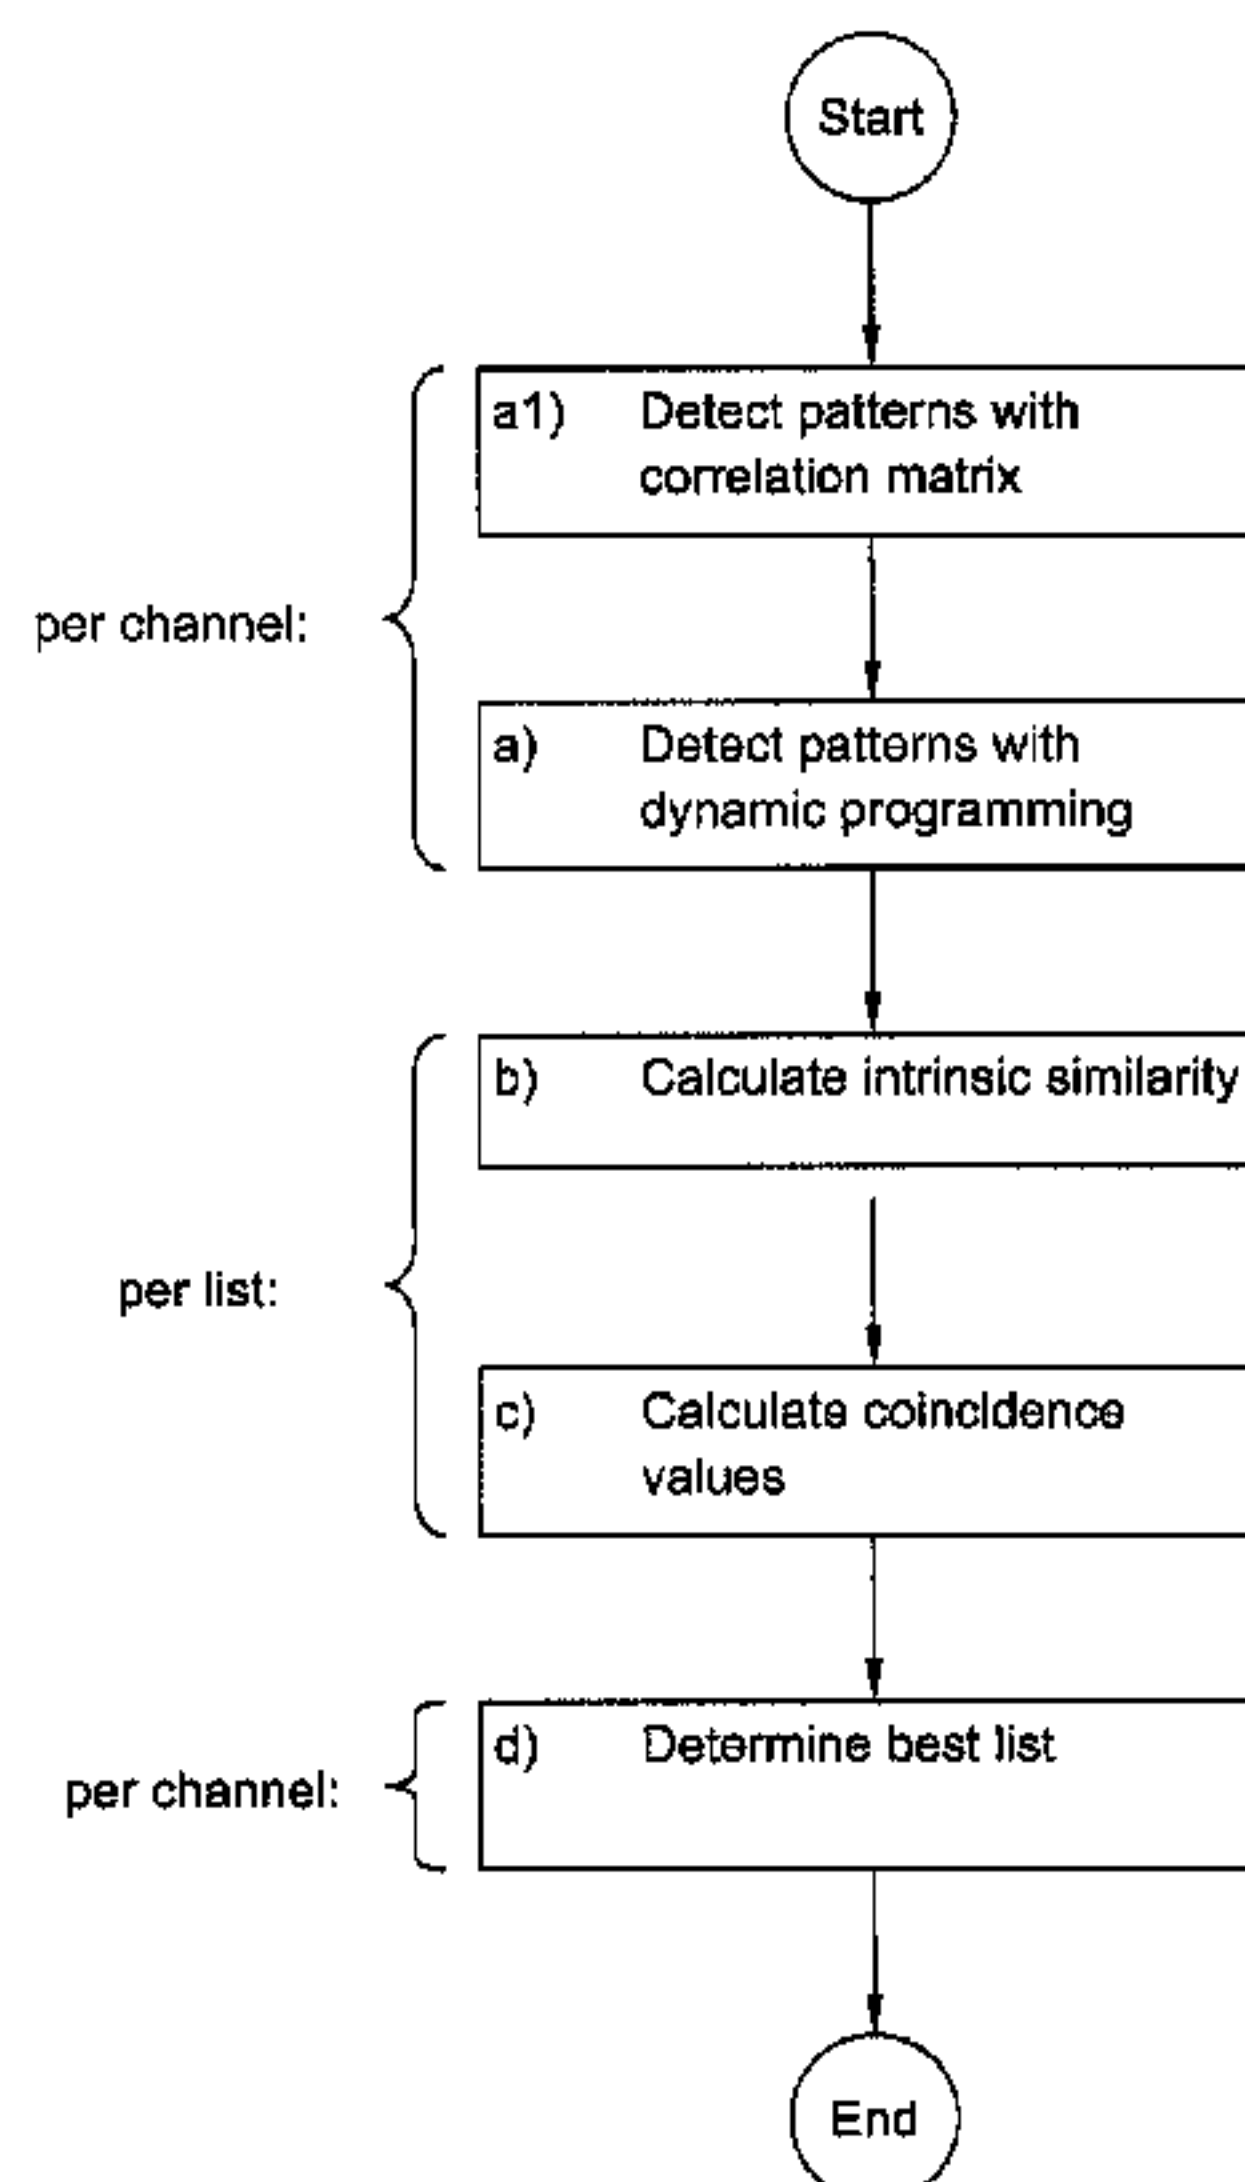 Start
a1) Detect patterns with
correlation matrix
per channel:
a) Detect patterns with
dynamic programming
b) Calculate intrinsic similarity
per list:
c) Calculate coincidence
values
d) Determine best list
per channel:
End